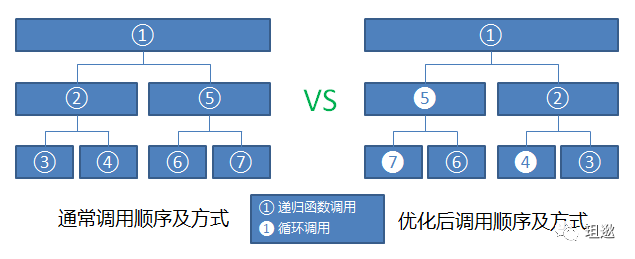 ① ①
② ⑤ VS ❺ ②
③ ④ ⑥ ⑦ ❼ ⑥ ❹ ③
通常调用顺序及方式
① 递归函数调用
❶ 循环调用
优化后调用顺序及方式
坦邀